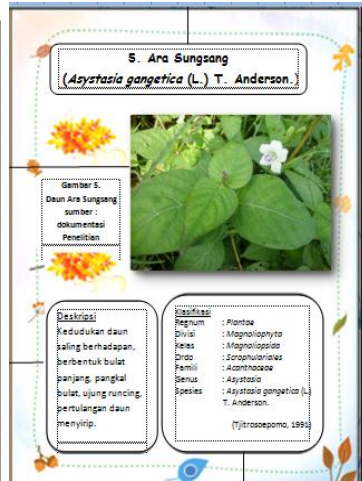 5. Ara Sungsang
(Asystasia gangetica (L.) T. Anderson.)
Gambar 5.
Daun Ara Sungsang
sumber :
dokumentasi
Penelitian
Deskripsi
Kedudukan daun
saling berhadapan,
berbentuk bulat
panjang, pangkal
bulat, ujung runcing,
pertulangan daun
menyirip.
Klasifikasi
Regnum : Plantae
Divisi : Magnoliophyta
Kelas : Magnoliopsida
Ordo : Scrophulariales
Famili : Acanthaceae
Genus : Asystasia
Spesies : Asystasia gangetica (L.)
T. Anderson.
(Tjitrosoepomo, 1991)